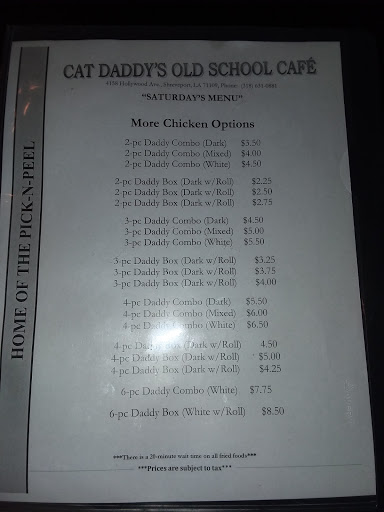 CAT DADDY'S OLD SCHOOL CAFÉ
Hollywood Ave., Shreveport, LA 71109, Phone: (318) 631-
"SATURDAY'S MENU"
More Chicken Options
2-pc Daddy Combo (Dark) $3.50
2-pc Daddy Combo (Mixed) $4.00
2-pc Daddy Combo (White) $4.50
2-pc Daddy Box (Dark w/Roll) $2.25
2-pc Daddy Box (Dark w/Roll) $2.50
2-pc Daddy Box (Dark w/Roll) $2.75
3-pc Daddy Combo (Dark) $4.50
3-pc Daddy Combo (Mixed) $5.00
3-pc Daddy Combo (White) $5.50
3-pc Daddy Box (Dark w/Roll) $3.25
3-pc Daddy Box (Dark w/Roll) $3.75
3-pc Daddy Box (Dark w/Roll) $4.00
4-pc Daddy Combo (Dark) $5.50
4-pc Daddy Combo (Mixed) $6.00
4-pc Daddy Combo (White) $6.50
4-pc Daddy Box (Dark w/Roll) 4.50
4-pc Daddy Box (Dark w/Roll) $5.00
4-pc Daddy Box (Dark w/Roll) $4.25
6-pc Daddy Combo (White) $7.75
6-pc Daddy Box (White w/Roll) $8.50
***There is a 20-minute wait time on all fried foods***
***Prices are subject to tax***
HOME OF THE PICK-N-PEEL